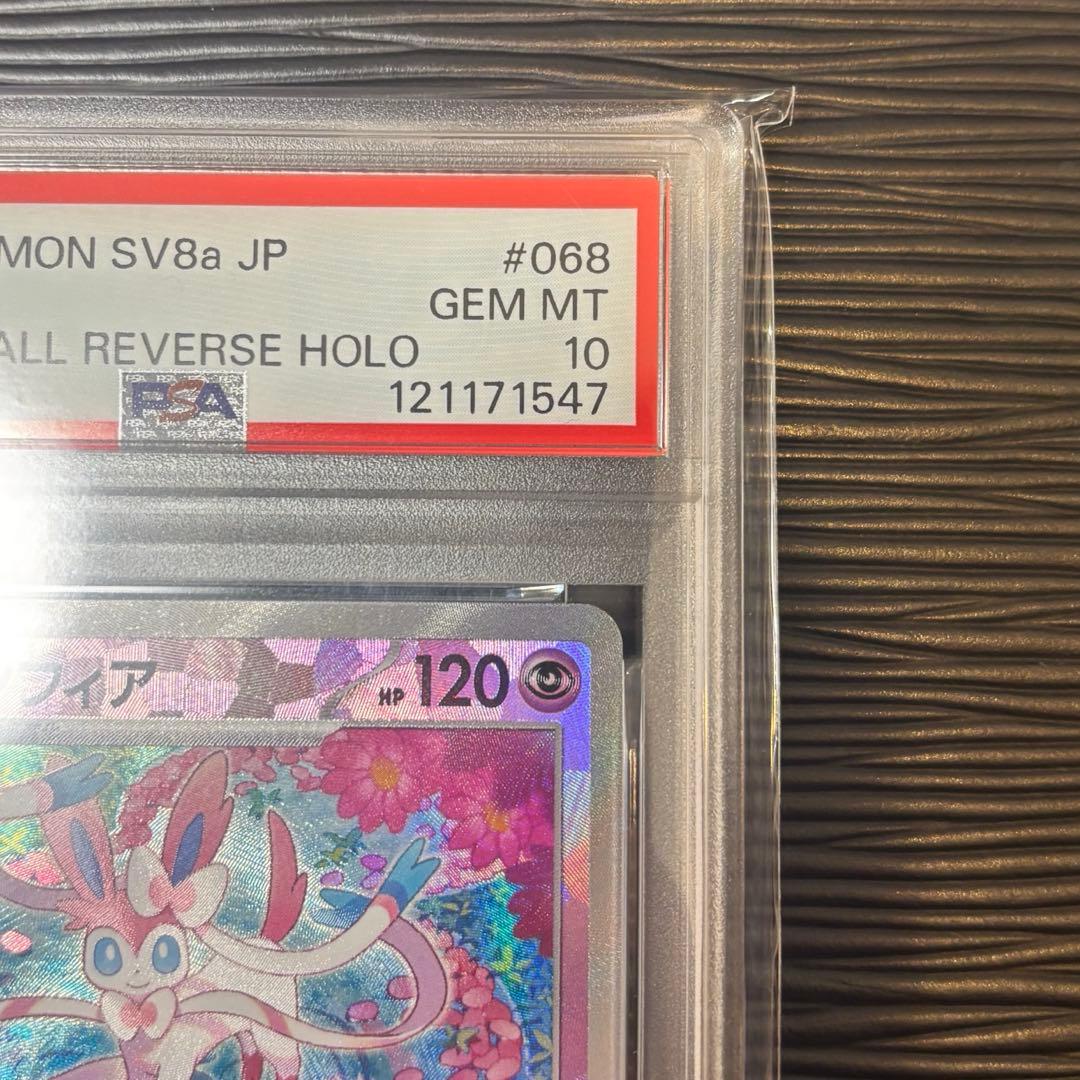 MON SV8a JP #068
GEM MT
ALL REVERSE HOLO 10
PSA 121171547
フィア HP 120